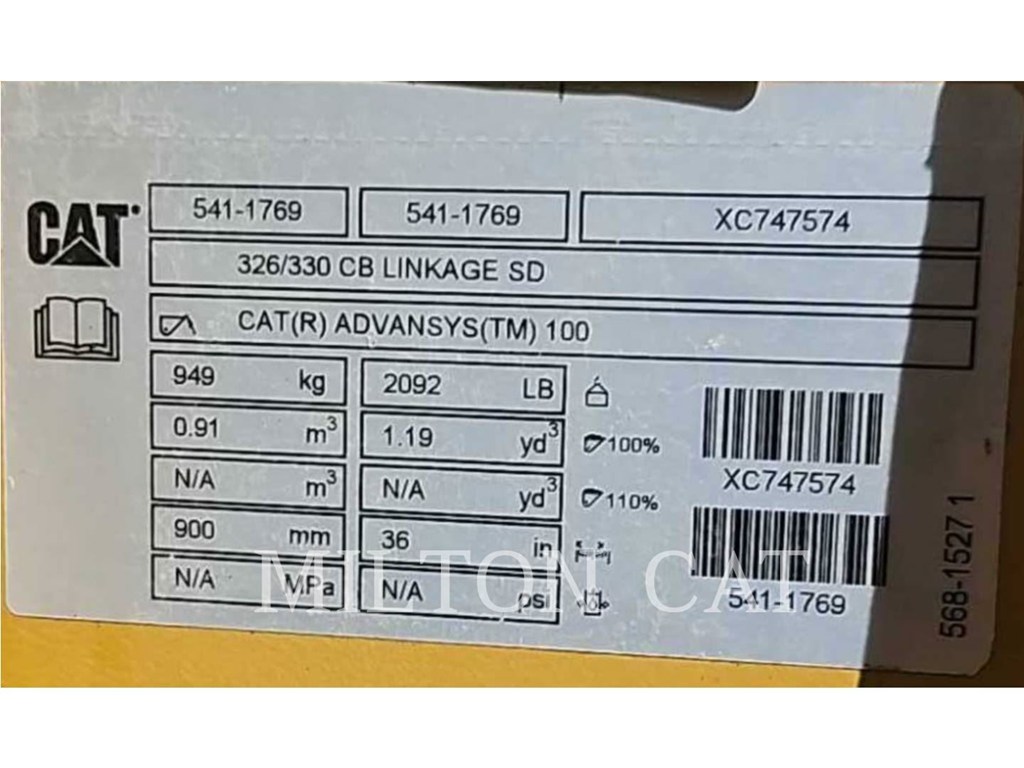 CAT
541-1769 541-1769 XC747574
326/330 CB LINKAGE SD
CAT(R) ADVANSYS(TM) 100
949 kg 2092 LB
0.91 m³ 1.19 yd³ 100%
N/A m³ N/A yd³ 110%
900 mm 36 in
N/A MPa N/A psi
XC747574
541-1769
568-1527 1
MILTON CAT